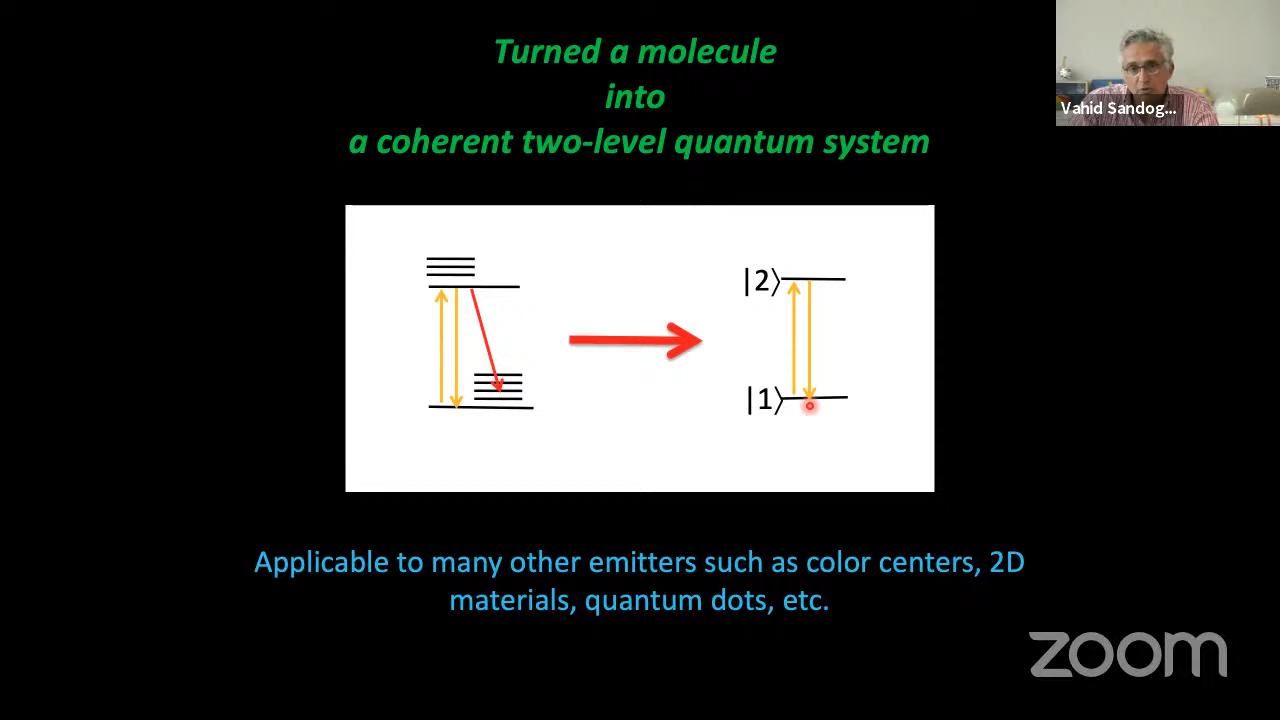 Turned a molecule
into
a coherent two-level quantum system
Vahid Sandog...
|2⟩
|1⟩
Applicable to many other emitters such as color centers, 2D
materials, quantum dots, etc.
zoom